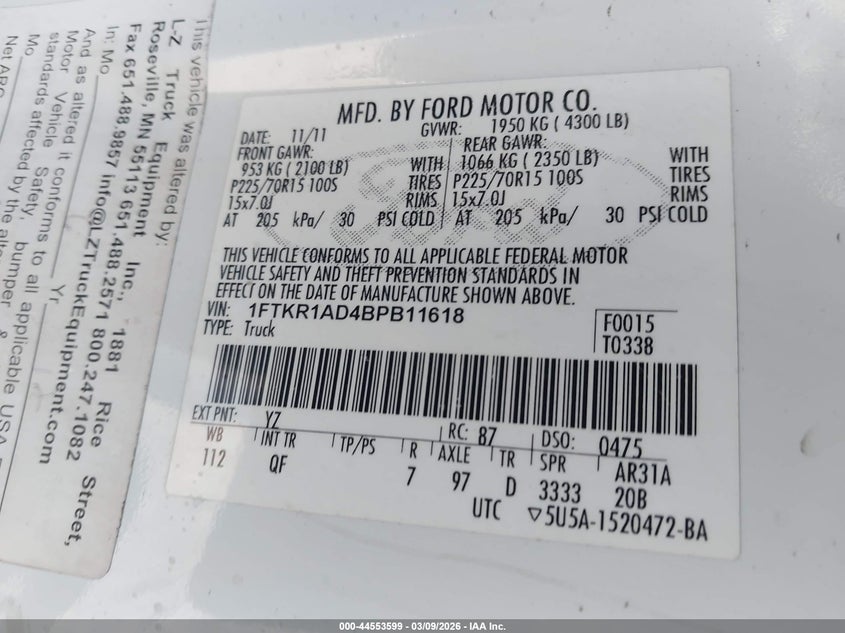 This vehicle was altered by:
L-Z Truck Equipment Inc., 1881 Rice Street,
Roseville, MN 55113 651.488.2571 800.247.1082
Fax 651.488.9857 info@LZTruckEquipment.com
In: Mo Yr
And as altered it conforms to all applicable USA
Motor Vehicle Safety, bumper &
standards affected by the
Mo
MFD. BY FORD MOTOR CO.
DATE: 11/11 GVWR: 1950 KG ( 4300 LB)
FRONT GAWR: REAR GAWR:
953 KG ( 2100 LB) WITH 1066 KG ( 2350 LB) WITH
P225/70R15 100S TIRES P225/70R15 100S TIRES
15x7.0J RIMS 15x7.0J RIMS
AT 205 kPa/ 30 PSI COLD AT 205 kPa/ 30 PSI COLD
THIS VEHICLE CONFORMS TO ALL APPLICABLE FEDERAL MOTOR
VEHICLE SAFETY AND THEFT PREVENTION STANDARDS IN
EFFECT ON THE DATE OF MANUFACTURE SHOWN ABOVE.
VIN: 1FTKR1AD4BPB11618
TYPE: Truck
F0015
T0338
EXT PNT: YZ RC: 87 DSO: 0475
WB INT TR TP/PS R AXLE TR SPR AR31A
112 QF 7 97 D 3333 20B
UTC ▽5U5A-1520472-BA
000-44553599 | 03/09/2026 - IAA Inc.